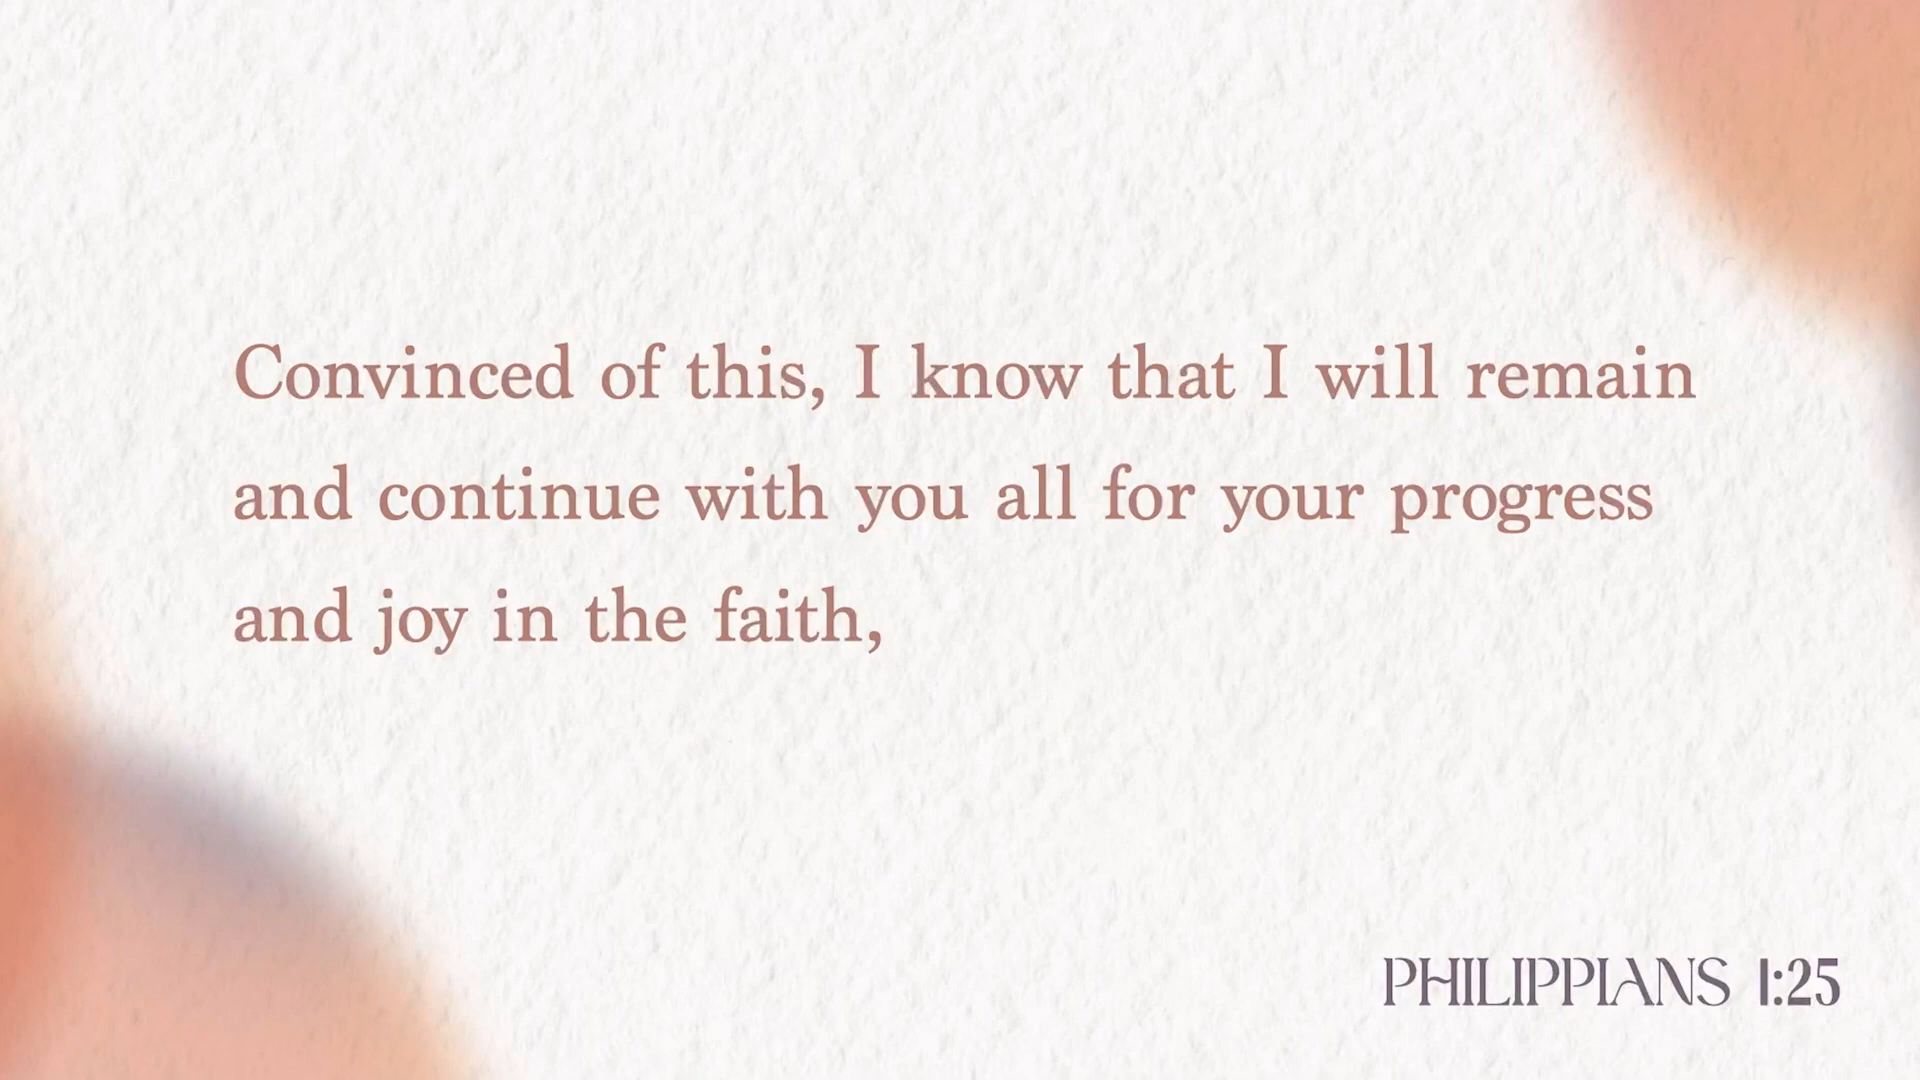 Convinced of this, I know that I will remain
and continue with you all for your progress
and joy in the faith,
PHILIPPIANS 1:25